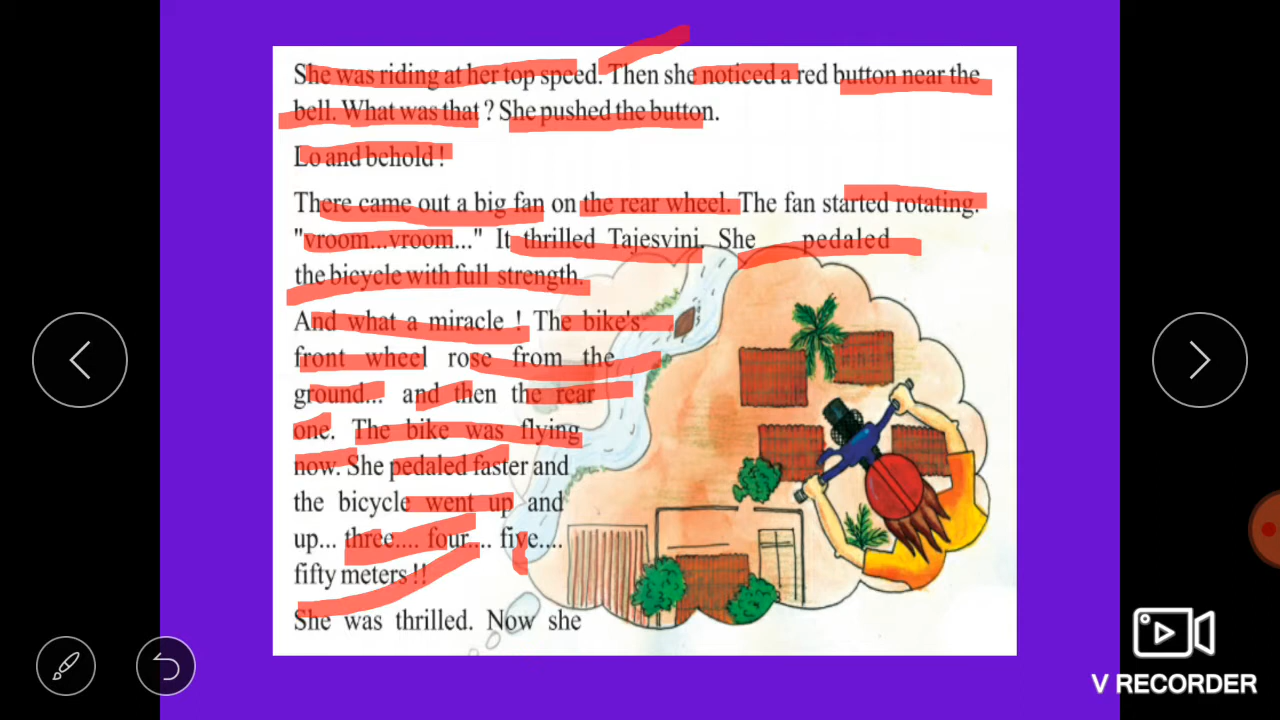 She was riding at her top speed. Then she noticed a red button near the
bell. What was that ? She pushed the button.
Lo and behold !
There came out a big fan on the rear wheel. The fan started rotating.
"vroom...vroom..." It thrilled Tajesvini. She pedaled
the bicycle with full strength.
And what a miracle ! The bike's
front wheel rose from the
ground... and then the rear
one. The bike was flying
now. She pedaled faster and
the bicycle went up and
up... three.... four.... five....
fifty meters !!
She was thrilled. Now she
V RECORDER